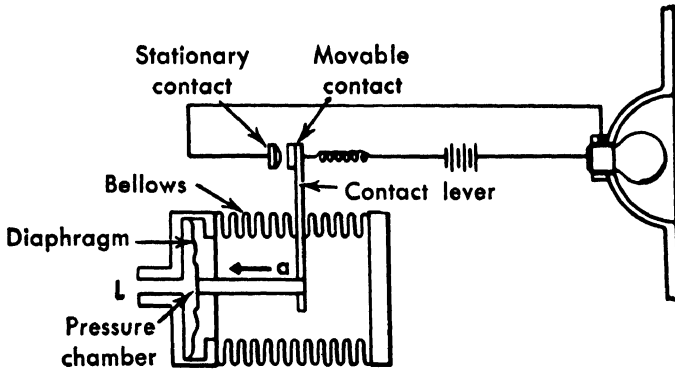 Stationary
contact
Movable
contact
Bellows
Contact lever
Diaphragm
a
L
Pressure
chamber